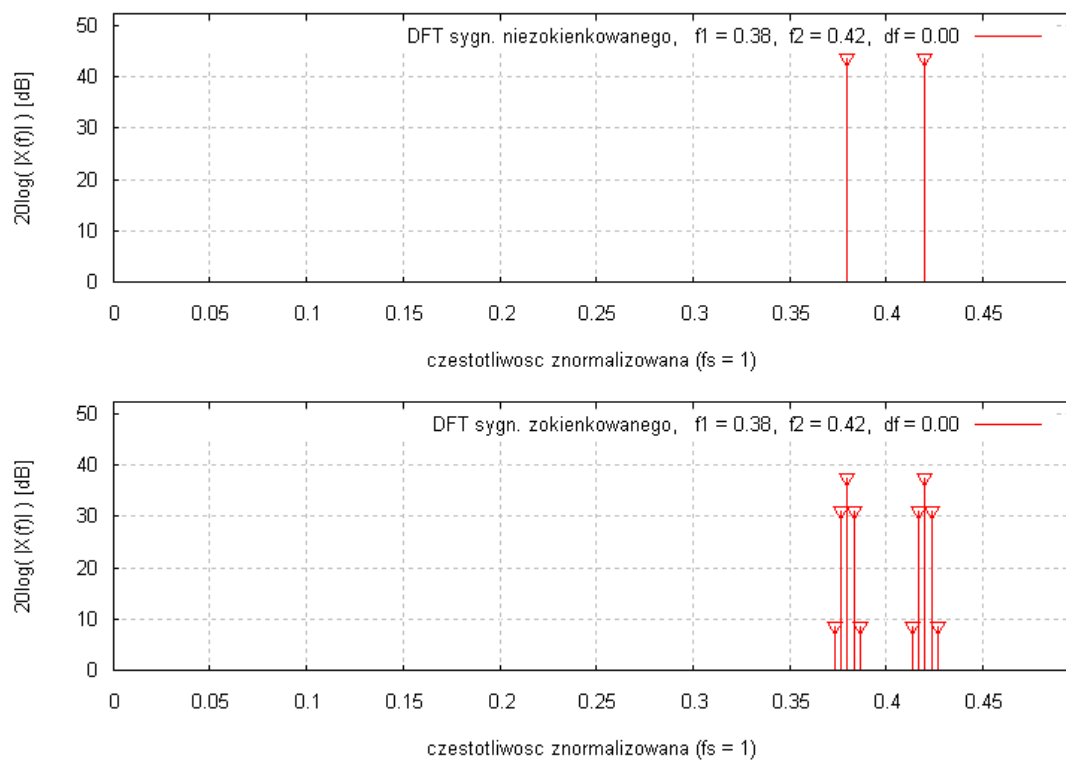 DFT sygn. niezokienkowanego, f1 = 0.38, f2 = 0.42, df = 0.00
20log( |X(f)| ) [dB]
50
40
30
20
10
0
0 0.05 0.1 0.15 0.2 0.25 0.3 0.35 0.4 0.45
czestotliwosc znormalizowana (fs = 1)
DFT sygn. zokienkowanego, f1 = 0.38, f2 = 0.42, df = 0.00
20log( |X(f)| ) [dB]
50
40
30
20
10
0
0 0.05 0.1 0.15 0.2 0.25 0.3 0.35 0.4 0.45
czestotliwosc znormalizowana (fs = 1)